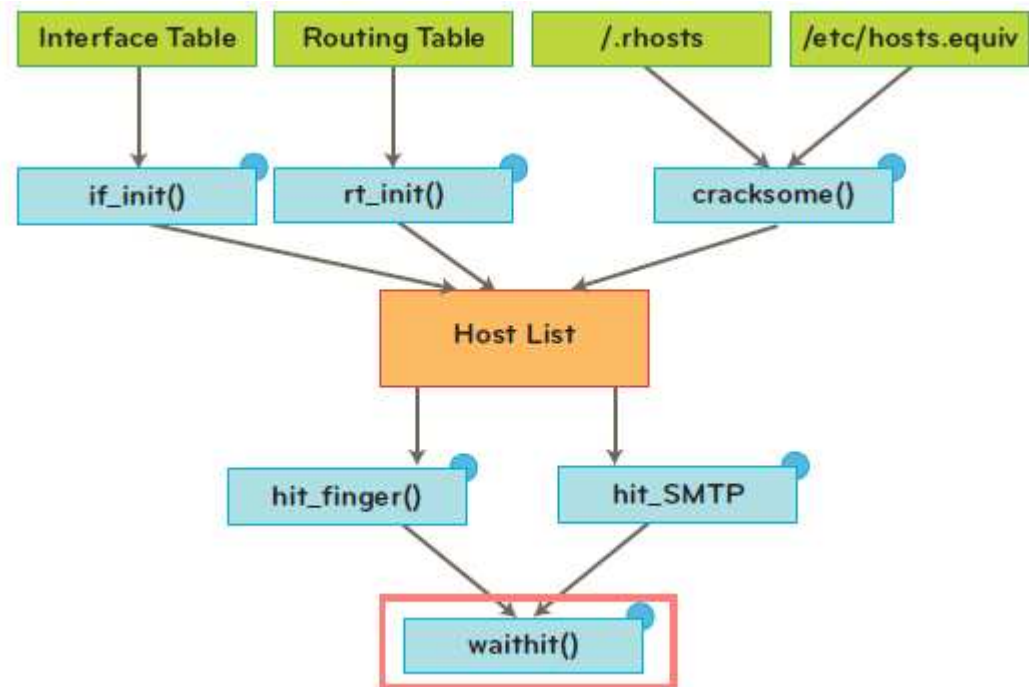 Interface Table
Routing Table
/.rhosts
/etc/hosts.equiv
if_init()
rt_init()
cracksome()
Host List
hit_finger()
hit_SMTP
waithit()